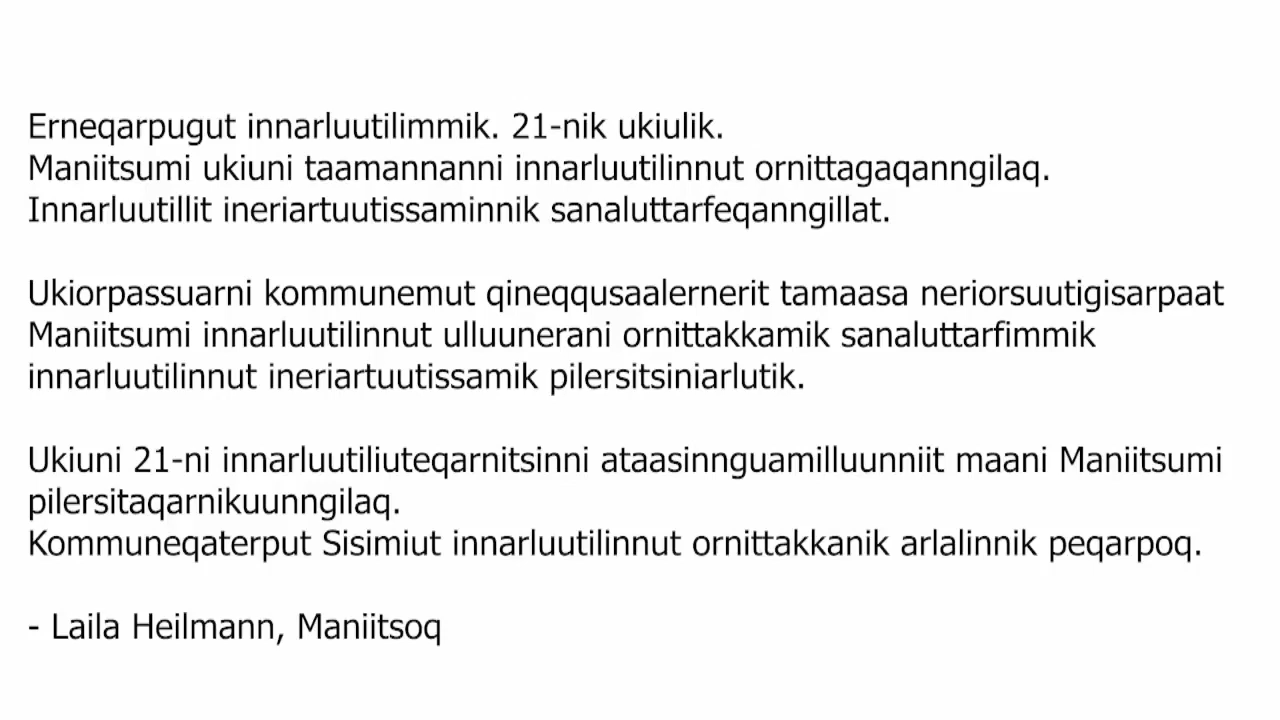 Erneqarpugut innarluutilimmik. 21-nik ukiulik.
Maniitsumi ukiuni taamannanni innarluutilinnut ornittagaqanngilaq.
Innarluutillit ineriartuutissaminnik sanaluttarfeqanngillat.
Ukiorpassuarni kommunemut qineqqusaalernerit tamaasa neriorsuutigisarpaat
Maniitsumi innarluutilinnut ulluunerani ornittakkamik sanaluttarfimmik
innarluutilinnut ineriartuutissamik pilersitsiniarlutik.
Ukiuni 21-ni innarluutiliuteqarnitsinni ataasinnguamilluunniit maani Maniitsumi
pilersitaqarnikuunngilaq.
Kommuneqaterput Sisimiut innarluutilinnut ornittakkanik arlalinnik peqarpoq.
- Laila Heilmann, Maniitsoq